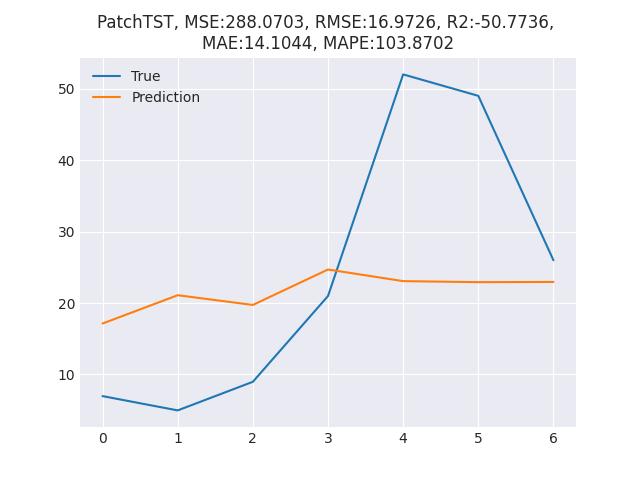 PatchTST, MSE:288.0703, RMSE:16.9726, R2:-50.7736,
MAE:14.1044, MAPE:103.8702
True
Prediction
50
40
30
20
10
0 1 2 3 4 5 6